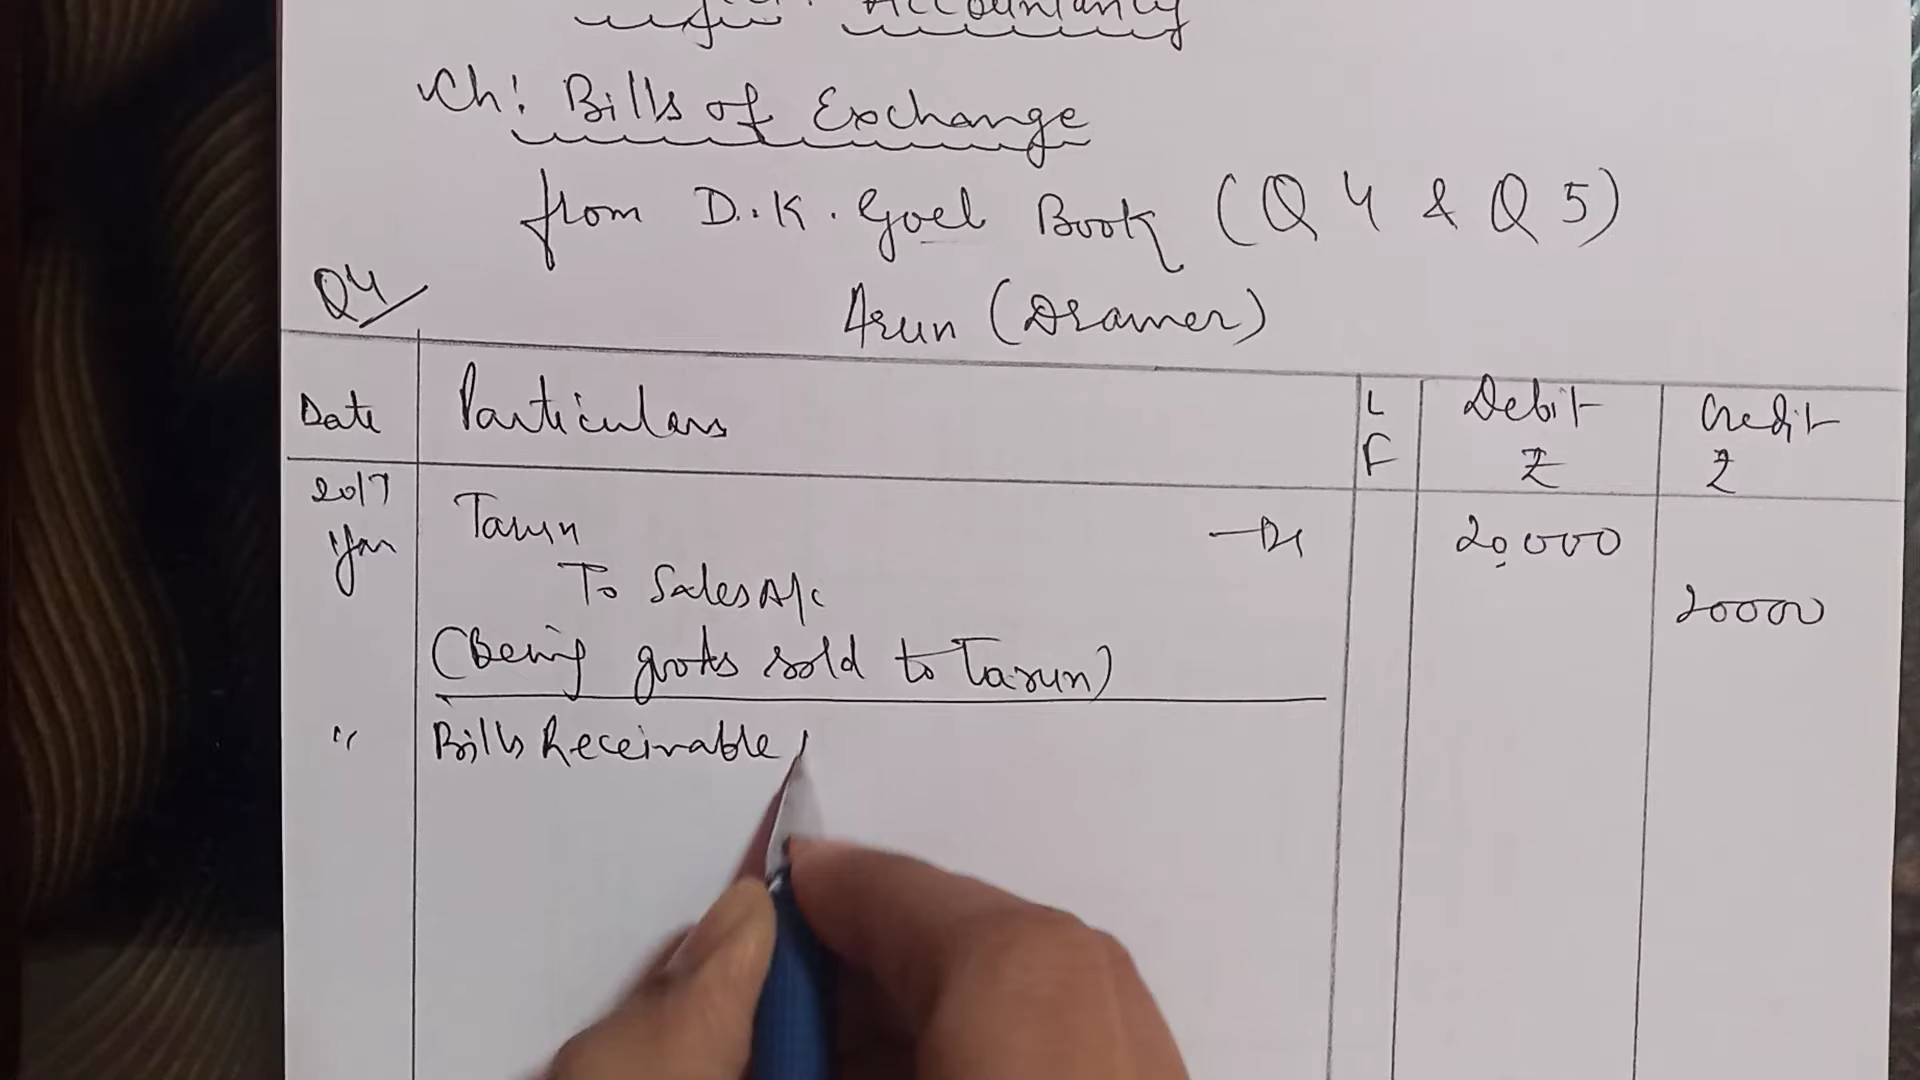 Accountancy
Ch: Bills of Exchange
from D.K. Goel Book (Q 4 & Q 5)
Q4
Arun (Drawer)
Date Particulars L F Debit ₹ Credit ₹
2017
Jan Tarun —Dr 20,000
To Sales A/c 20000
(Being goods sold to Tarun)
" Bills Receivable